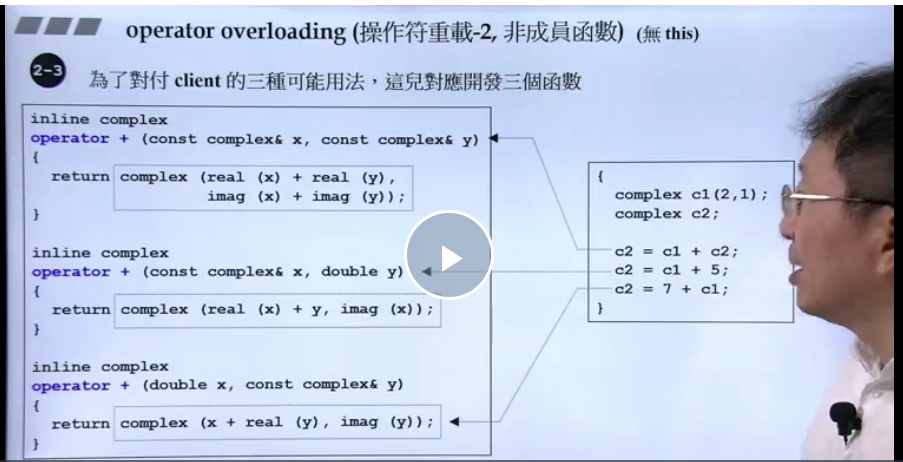 operator overloading (操作符重載-2, 非成員函數) (無 this)
2-3
為了對付 client 的三種可能用法，這兒對應開發三個函數
inline complex
operator + (const complex& x, const complex& y)
{
return complex (real (x) + real (y),
imag (x) + imag (y));
}
inline complex
operator + (const complex& x, double y)
{
return complex (real (x) + y, imag (x));
}
inline complex
operator + (double x, const complex& y)
{
return complex (x + real (y), imag (y));
}
{
complex c1(2,1);
complex c2;
c2 = c1 + c2;
c2 = c1 + 5;
c2 = 7 + c1;
}